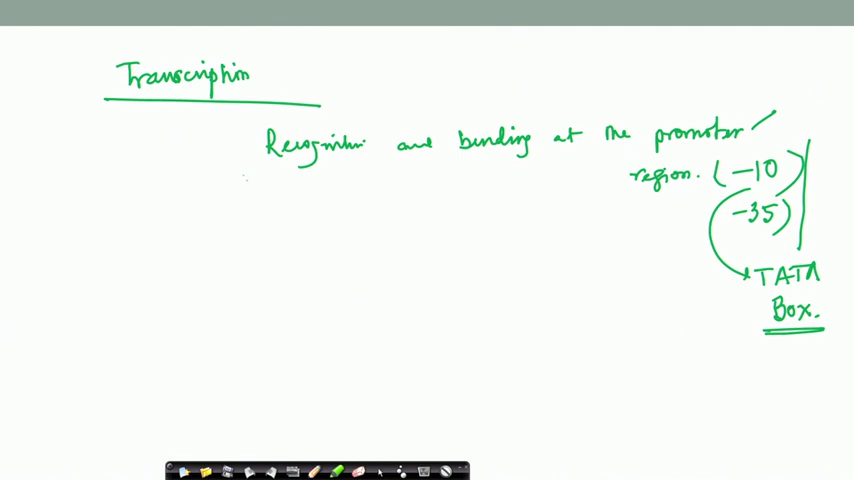 Transcription
Recognition and binding at the promoter
region. (-10)
-35)
TATA
Box.